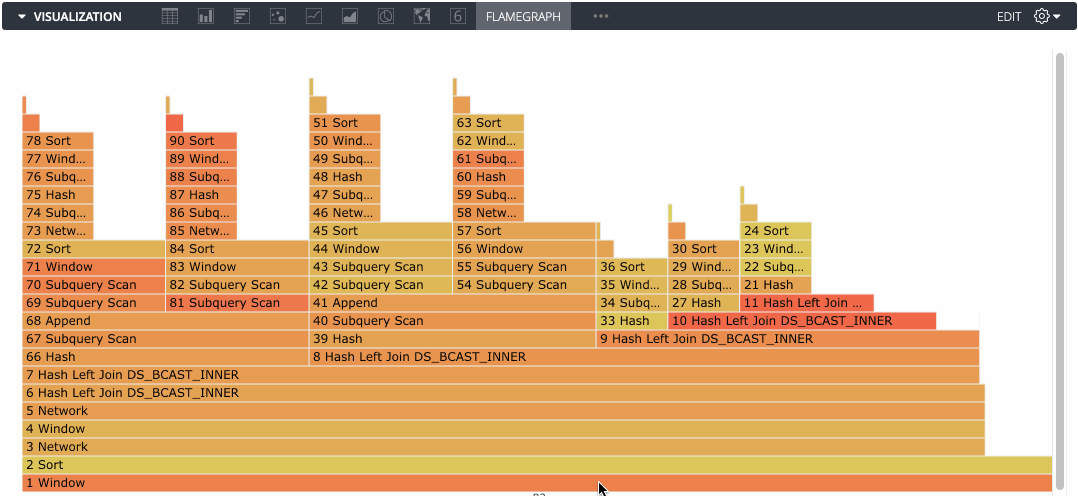 VISUALIZATION 6 FLAMEGRAPH ••• EDIT
51 Sort 63 Sort
78 Sort 90 Sort 50 Wind... 62 Wind...
77 Wind... 89 Wind... 49 Subq... 61 Subq...
76 Subq... 88 Subq... 48 Hash 60 Hash
75 Hash 87 Hash 47 Subq... 59 Subq...
74 Subq... 86 Subq... 46 Netw... 58 Netw...
73 Netw... 85 Netw... 45 Sort 57 Sort 24 Sort
72 Sort 84 Sort 44 Window 56 Window 30 Sort 23 Wind...
71 Window 83 Window 43 Subquery Scan 55 Subquery Scan 36 Sort 29 Wind... 22 Subq...
70 Subquery Scan 82 Subquery Scan 42 Subquery Scan 54 Subquery Scan 35 Wind... 28 Subq... 21 Hash
69 Subquery Scan 81 Subquery Scan 41 Append 34 Subq... 27 Hash 11 Hash Left Join ...
68 Append 40 Subquery Scan 33 Hash 10 Hash Left Join DS_BCAST_INNER
67 Subquery Scan 39 Hash 9 Hash Left Join DS_BCAST_INNER
66 Hash 8 Hash Left Join DS_BCAST_INNER
7 Hash Left Join DS_BCAST_INNER
6 Hash Left Join DS_BCAST_INNER
5 Network
4 Window
3 Network
2 Sort
1 Window